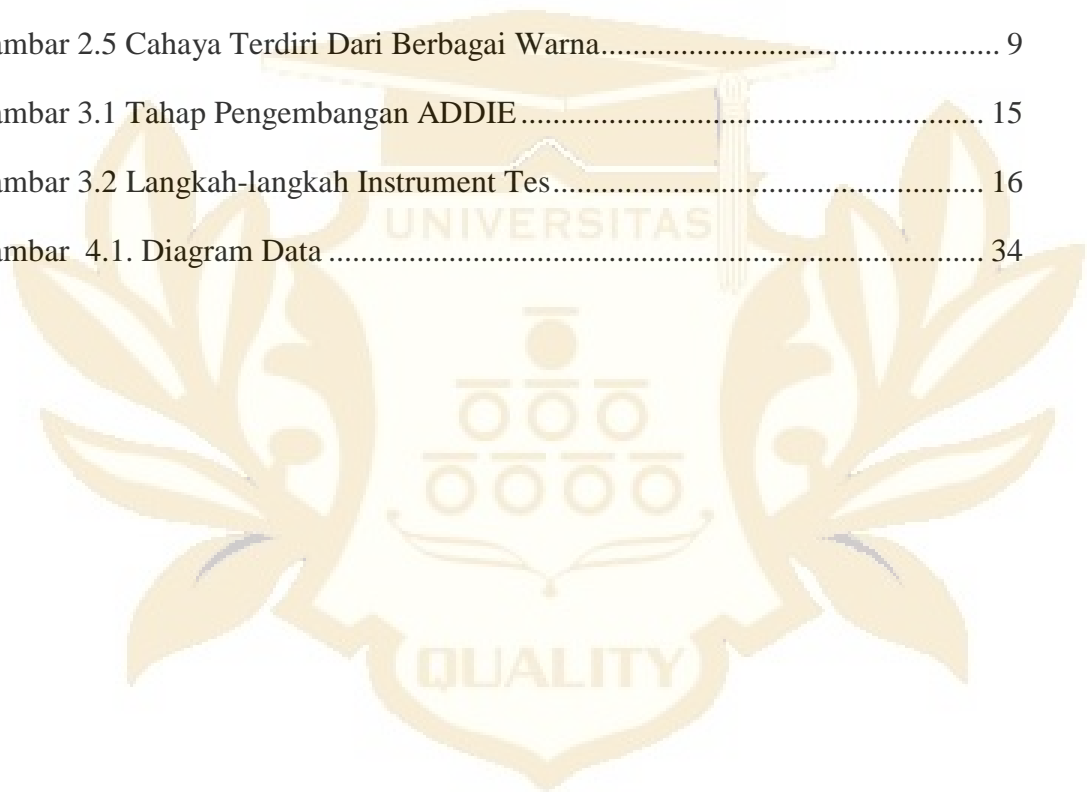 ambar 2.5 Cahaya Terdiri Dari Berbagai Warna.................................................. 9
ambar 3.1 Tahap Pengembangan ADDIE.......................................................... 15
ambar 3.2 Langkah-langkah Instrument Tes...................................................... 16
ambar 4.1. Diagram Data .................................................................................. 34
UNIVERSITAS
QUALITY